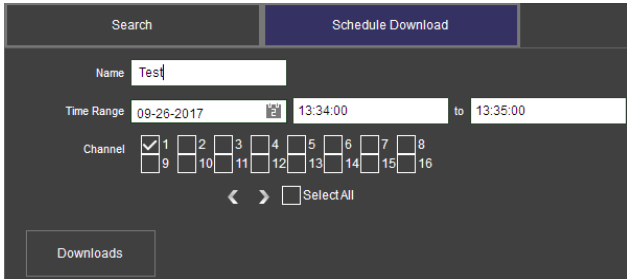 Search Schedule Download
Name Test
Time Range 09-26-2017 2 13:34:00 to 13:35:00
Channel 1 2 3 4 5 6 7 8
9 10 11 12 13 14 15 16
Select All
Downloads